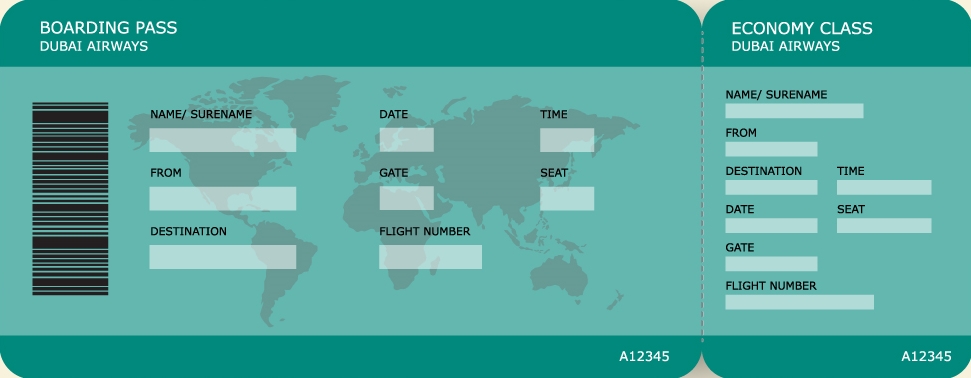 BOARDING PASS
DUBAI AIRWAYS
NAME/ SURENAME
DATE
TIME
FROM
GATE
SEAT
DESTINATION
FLIGHT NUMBER
A12345
ECONOMY CLASS
DUBAI AIRWAYS
NAME/ SURENAME
FROM
DESTINATION
TIME
DATE
SEAT
GATE
FLIGHT NUMBER
A12345